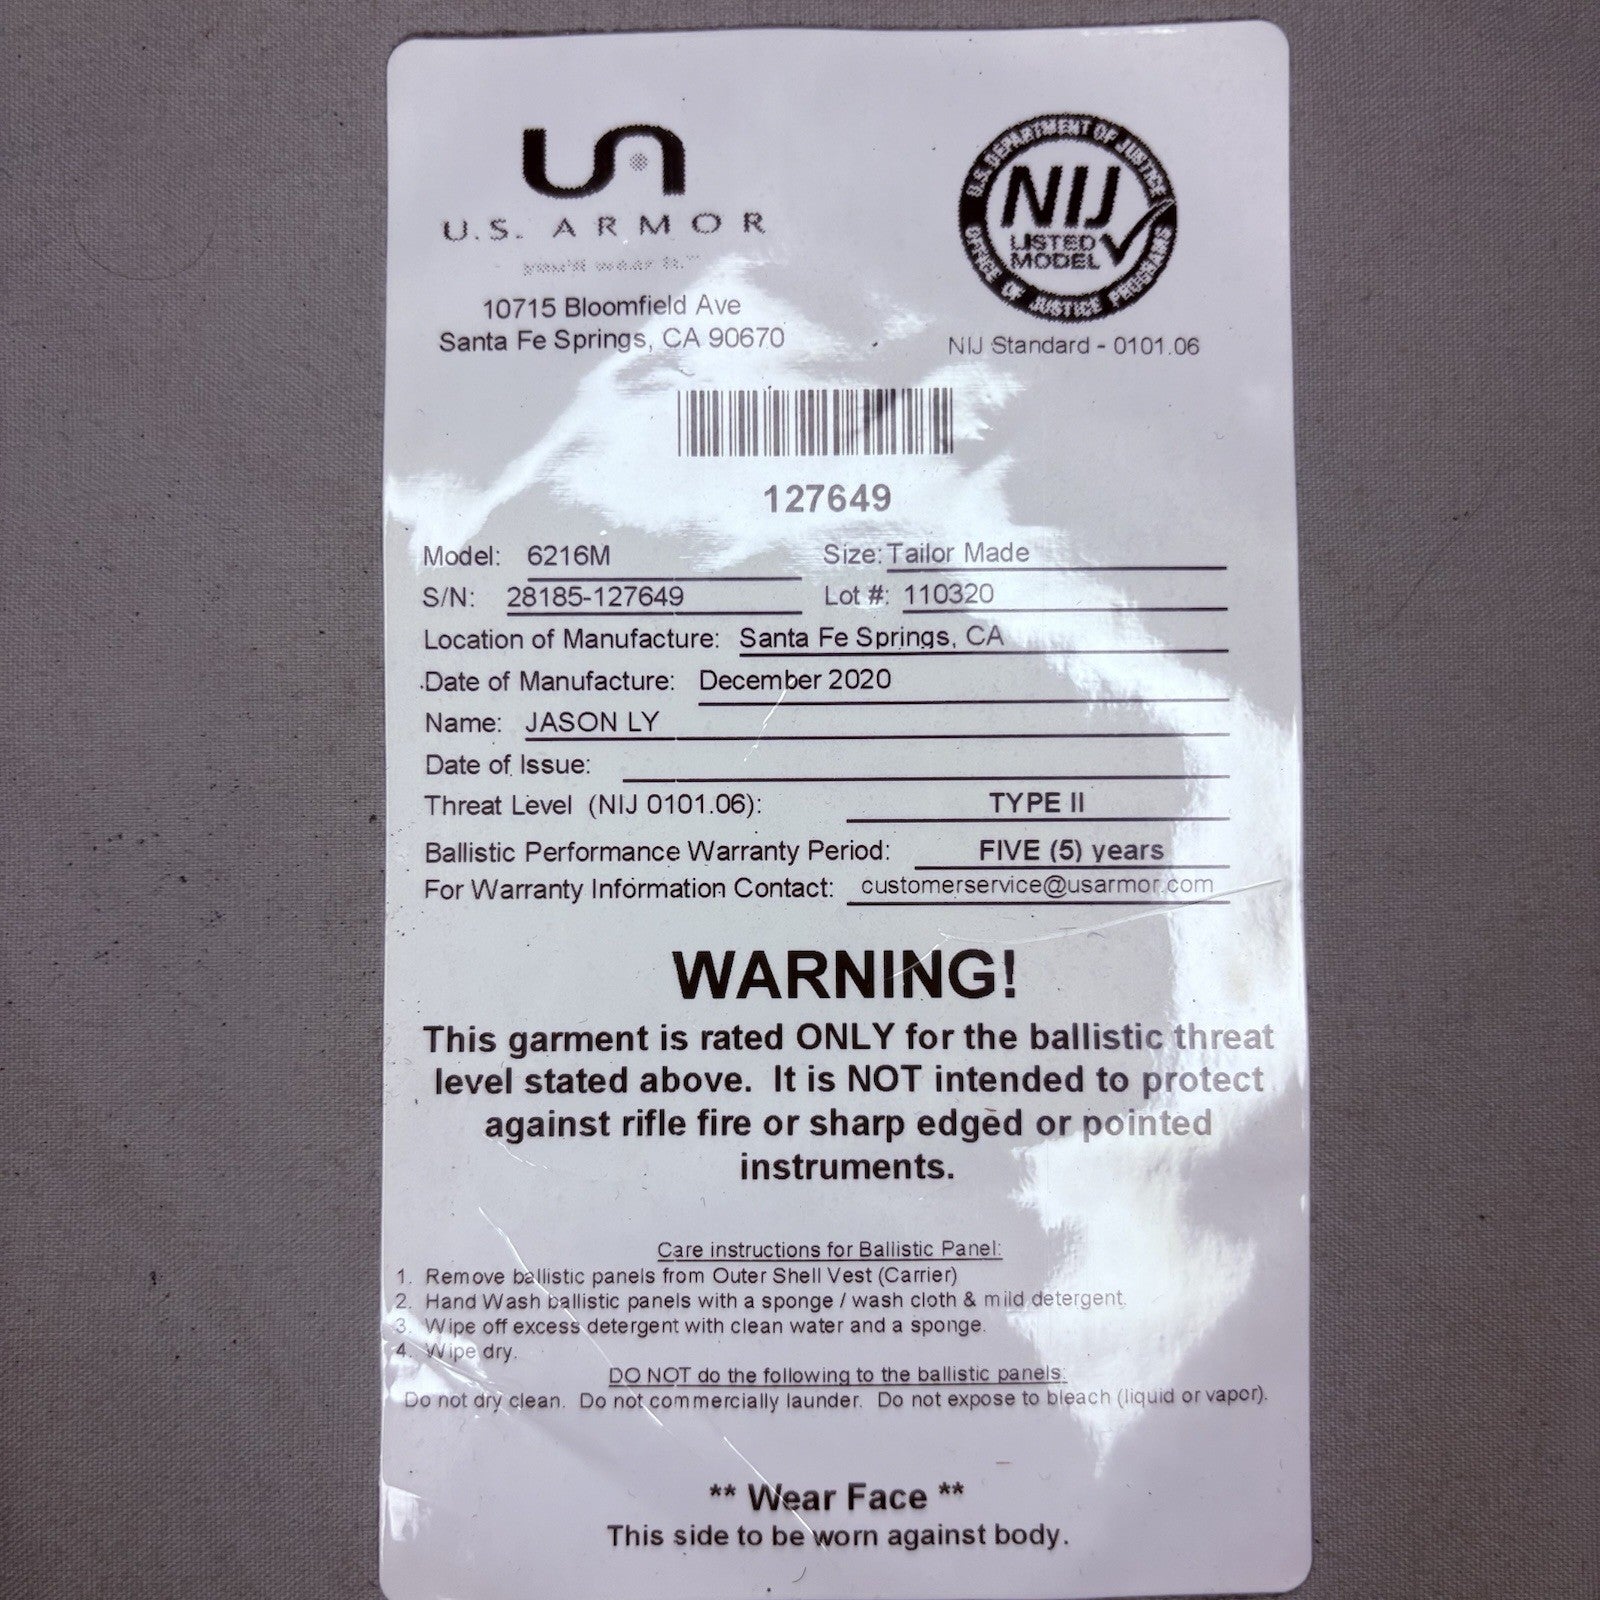 U.S. ARMOR
you'll wear it.™
10715 Bloomfield Ave
Santa Fe Springs, CA 90670
U.S. DEPARTMENT OF JUSTICE
NIJ
LISTED
MODEL
OFFICE OF JUSTICE PROGRAMS
NIJ Standard - 0101.06
127649
Model: 6216M Size: Tailor Made
S/N: 28185-127649 Lot #: 110320
Location of Manufacture: Santa Fe Springs, CA
Date of Manufacture: December 2020
Name: JASON LY
Date of Issue:
Threat Level (NIJ 0101.06): TYPE II
Ballistic Performance Warranty Period: FIVE (5) years
For Warranty Information Contact: customerservice@usarmor.com
WARNING!
This garment is rated ONLY for the ballistic threat
level stated above. It is NOT intended to protect
against rifle fire or sharp edged or pointed
instruments.
Care instructions for Ballistic Panel:
1. Remove ballistic panels from Outer Shell Vest (Carrier)
2. Hand Wash ballistic panels with a sponge / wash cloth & mild detergent.
3. Wipe off excess detergent with clean water and a sponge.
4. Wipe dry.
DO NOT do the following to the ballistic panels:
Do not dry clean. Do not commercially launder. Do not expose to bleach (liquid or vapor).
** Wear Face **
This side to be worn against body.